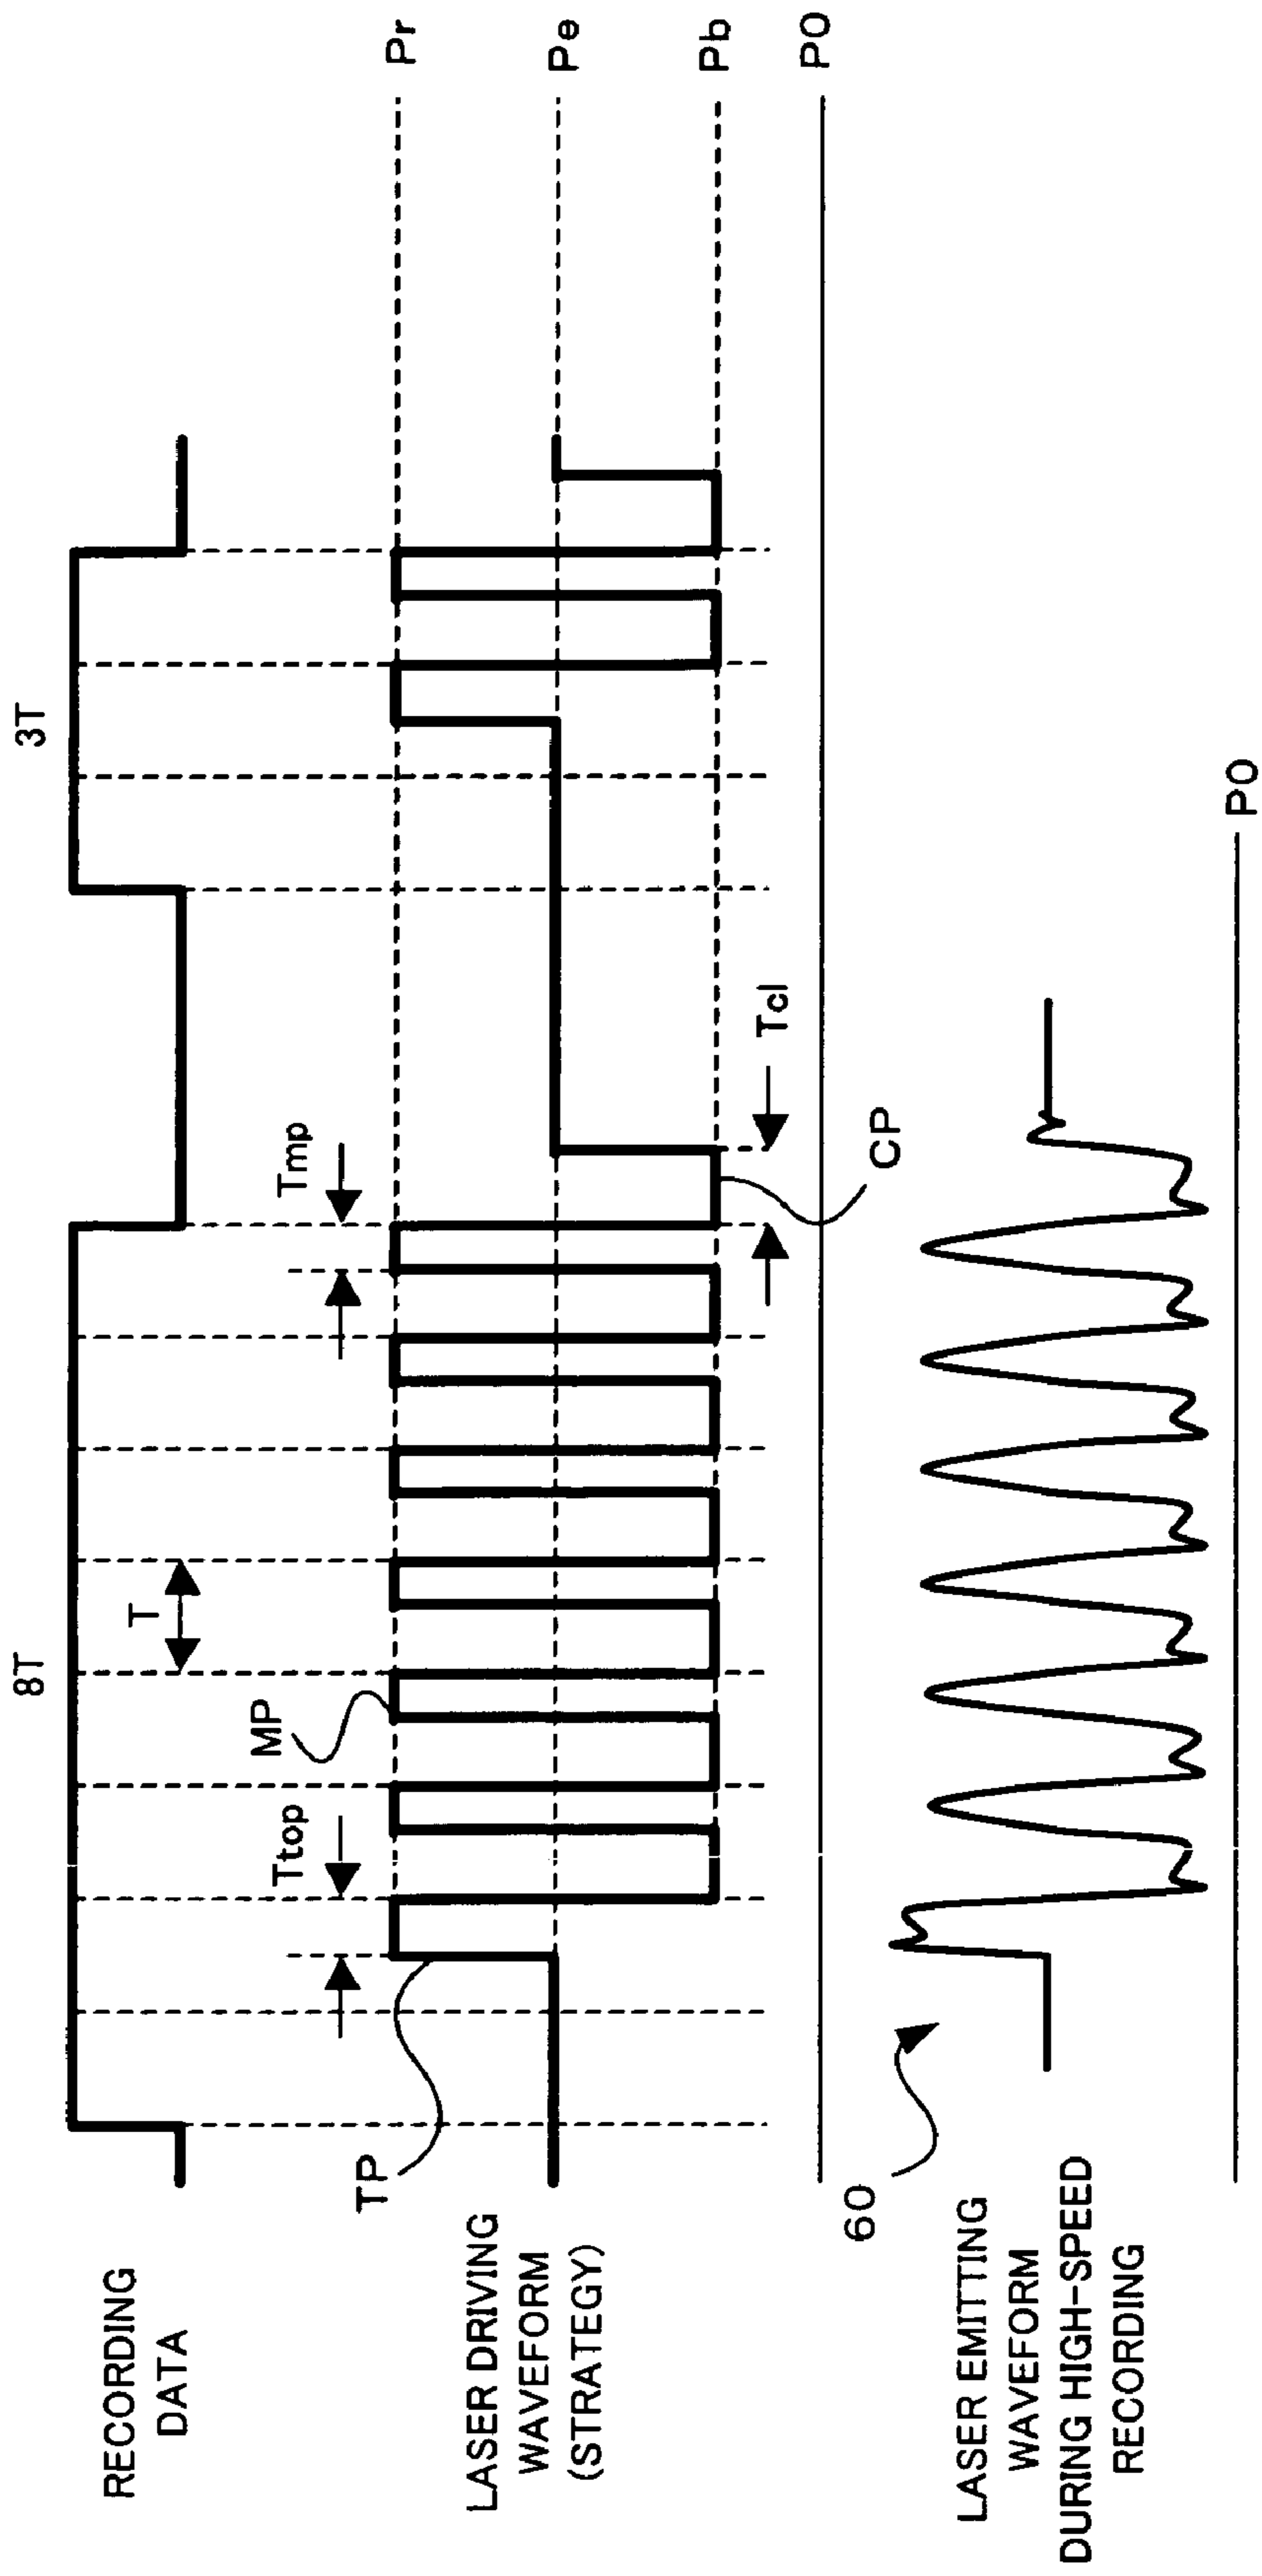 8T
3T
RECORDING
DATA
T
Ttop
MP
Tmp
Pr
TP
LASER DRIVING
WAVEFORM
(STRATEGY)
Pe
Pb
Tcl
CP
P0
60
LASER EMITTING
WAVEFORM
DURING HIGH-SPEED
RECORDING
P0